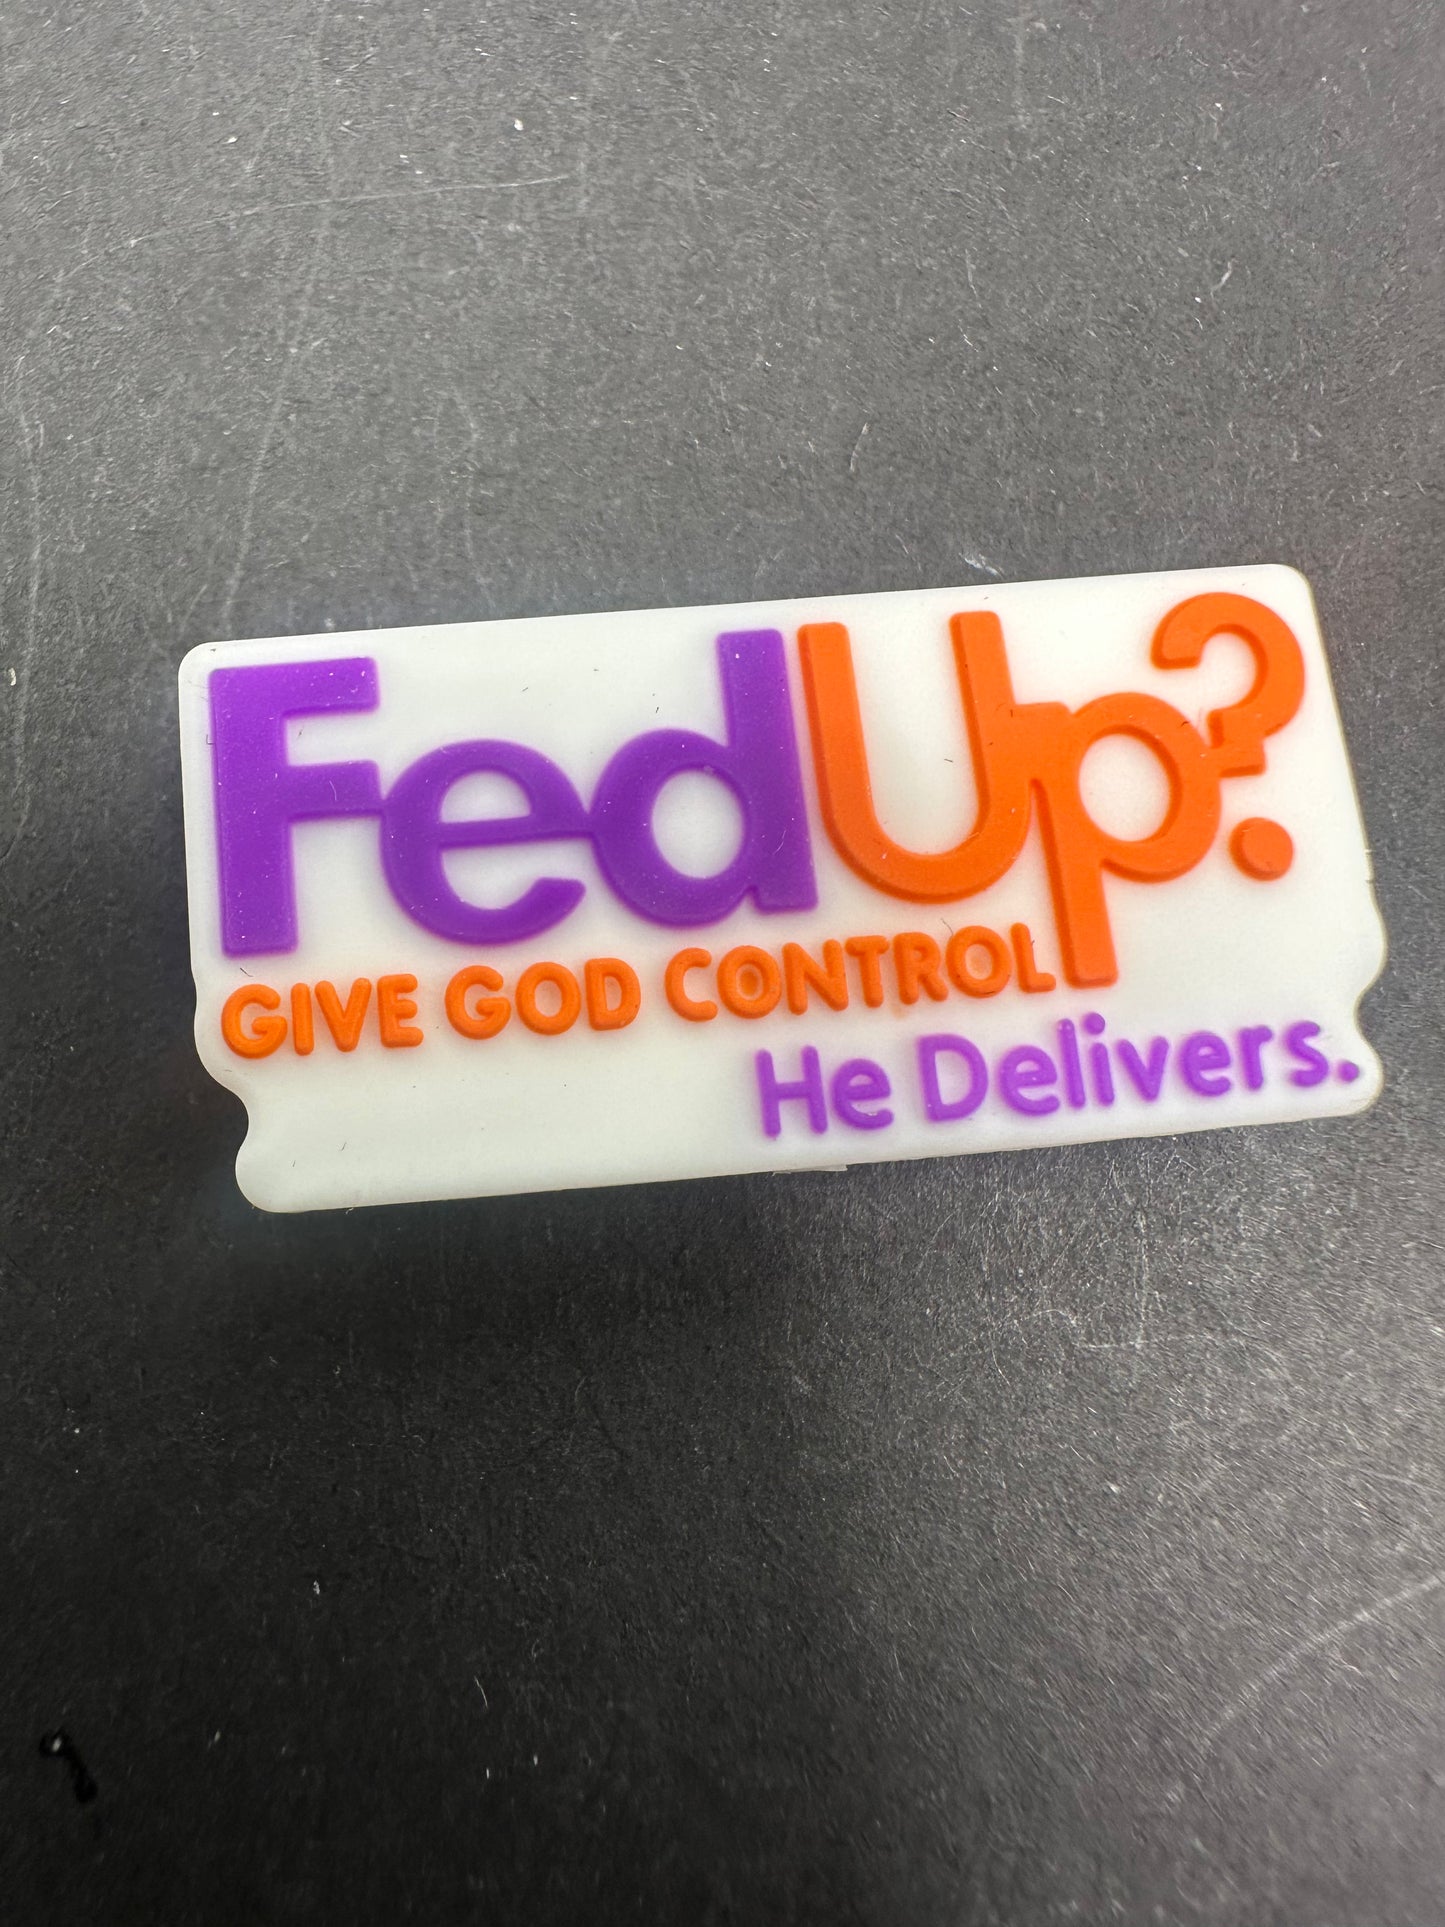 FedUp?
GIVE GOD CONTROL
He Delivers.